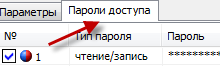 Параметры Пароли доступа
№ Тип пароля Пароль
1 чтение/запись *********